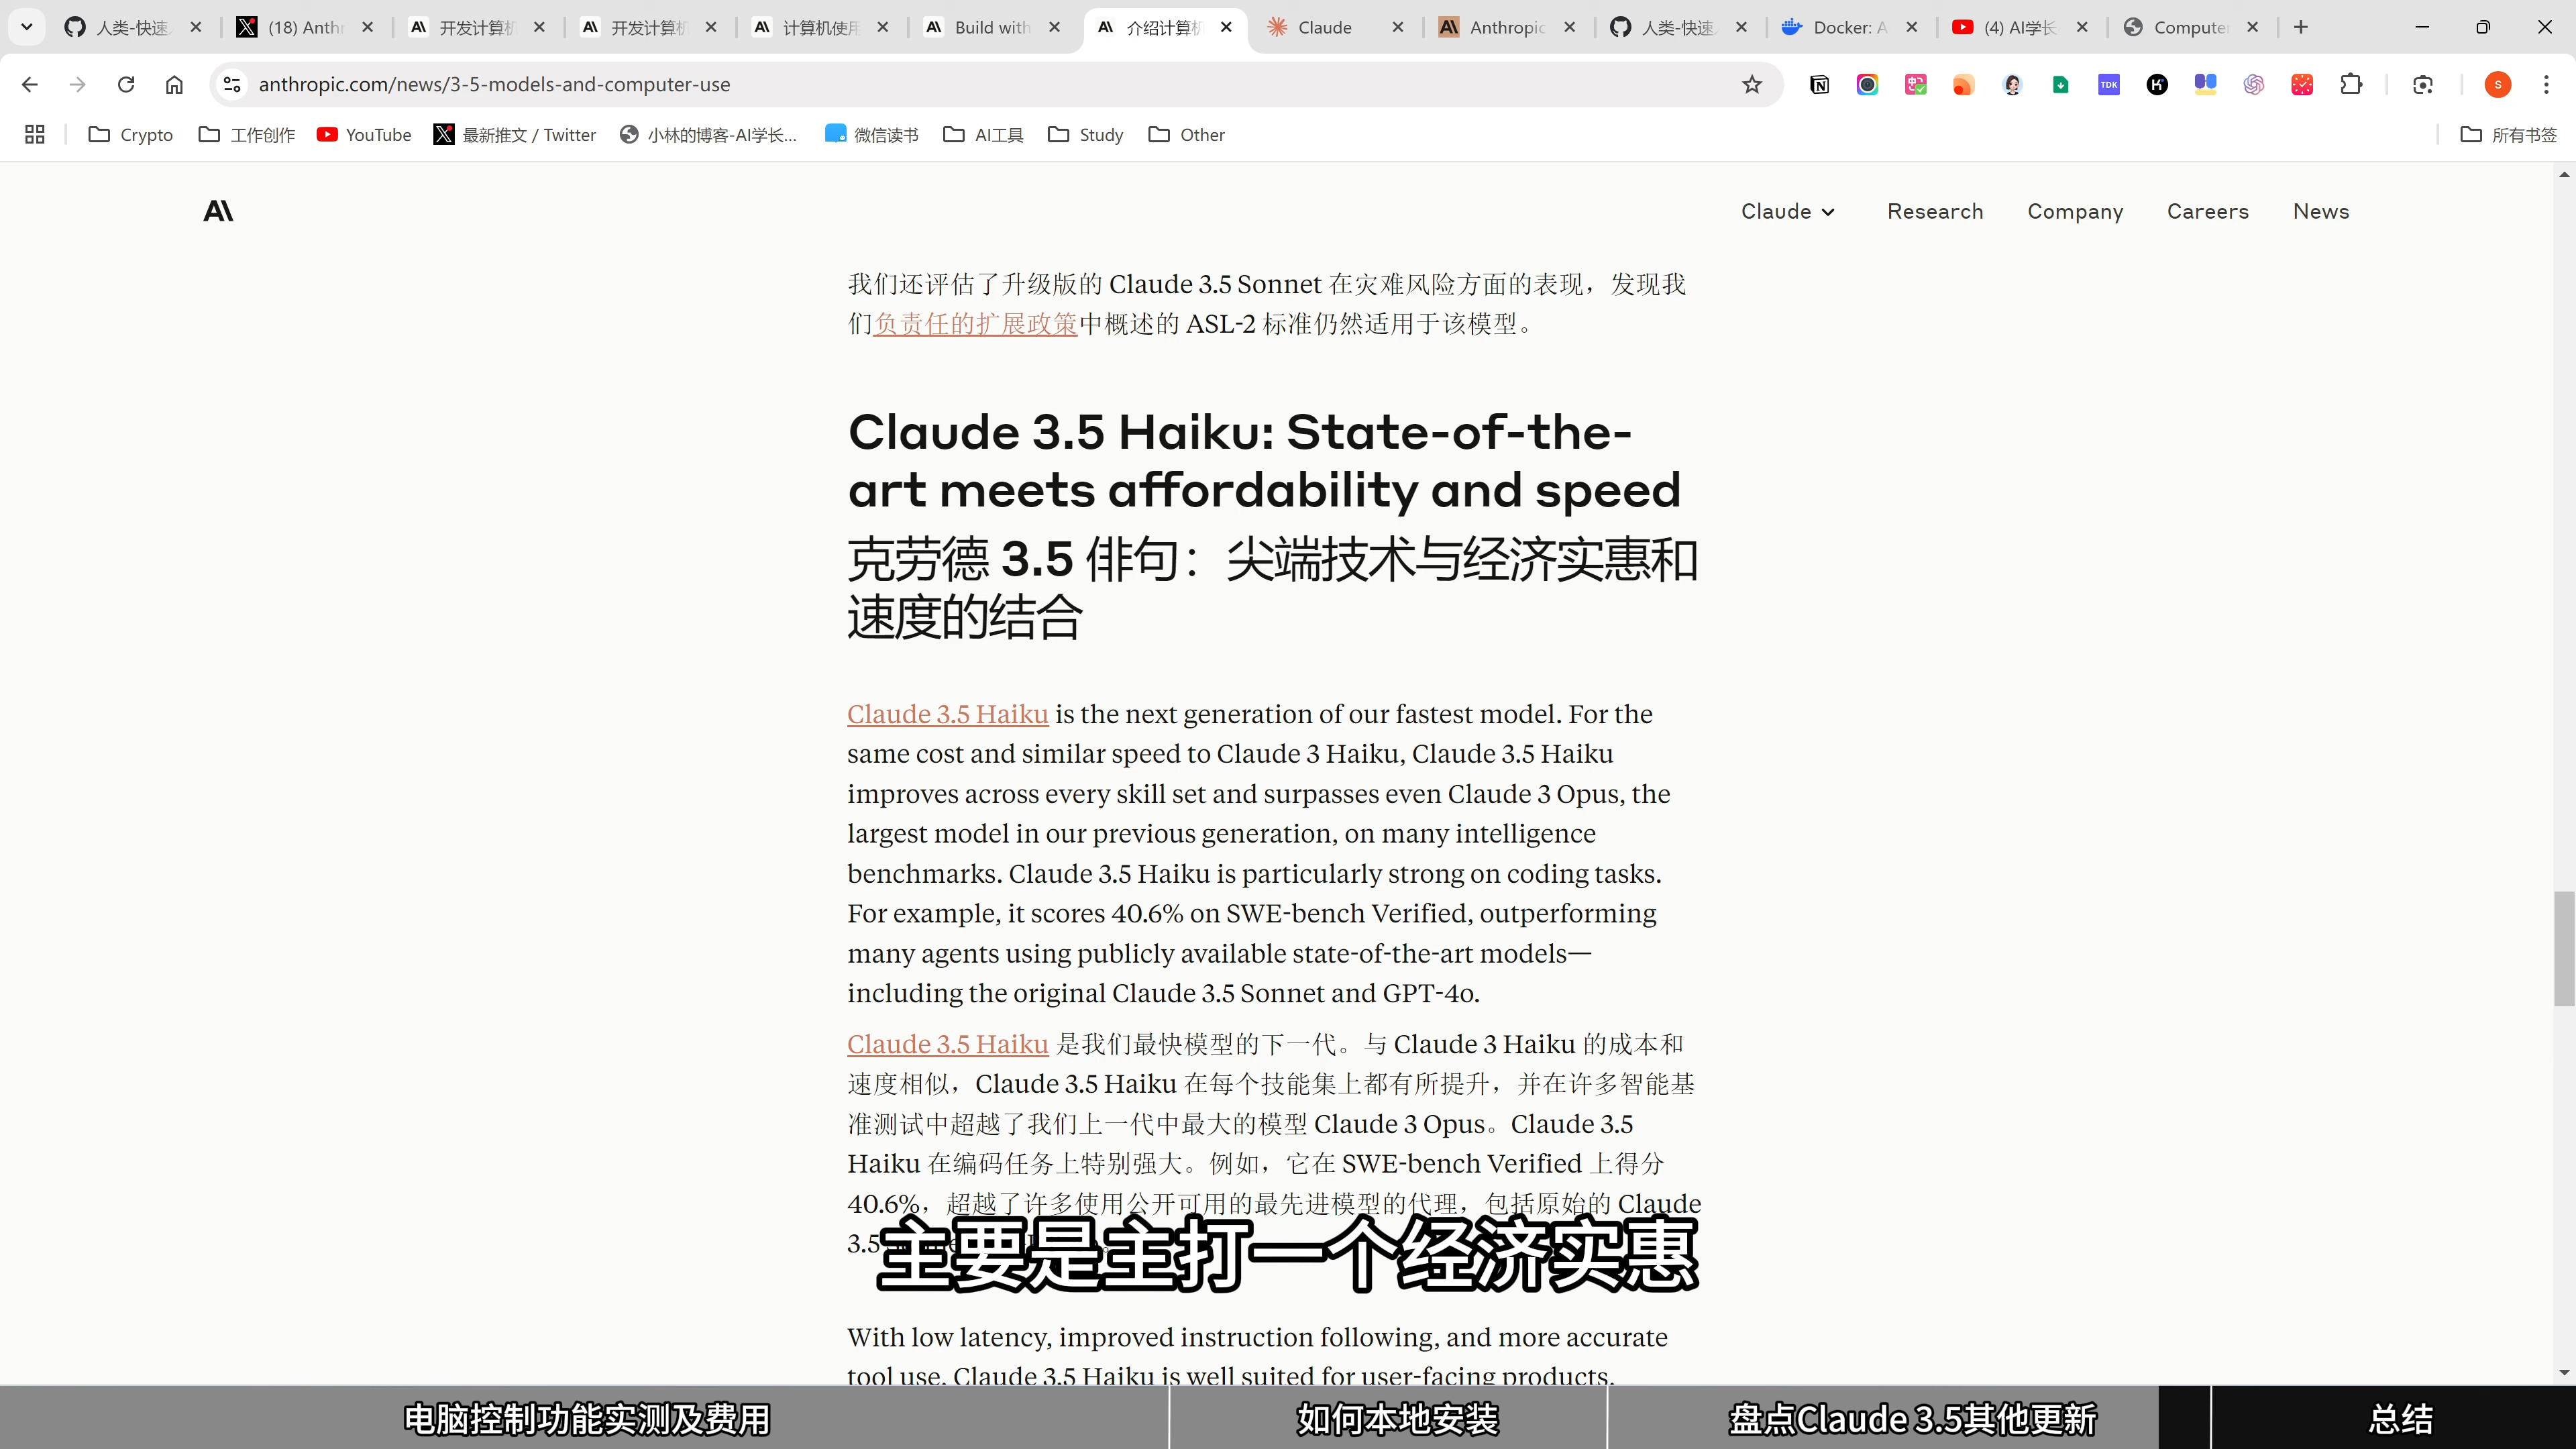 人类-快速
(18) Anthr
开发计算机
开发计算机
计算机使用
Build with
介绍计算机
Claude
Anthropic
人类-快速
Docker: A
(4) AI学长
Computer
anthropic.com/news/3-5-models-and-computer-use
Crypto
工作创作
YouTube
最新推文 / Twitter
小林的博客-AI学长...
微信读书
AI工具
Study
Other
所有书签
Claude
Research
Company
Careers
News
我们还评估了升级版的 Claude 3.5 Sonnet 在灾难风险方面的表现，发现我
们负责任的扩展政策中概述的 ASL-2 标准仍然适用于该模型。
Claude 3.5 Haiku: State-of-the-
art meets affordability and speed
克劳德 3.5 俳句：尖端技术与经济实惠和
速度的结合
Claude 3.5 Haiku is the next generation of our fastest model. For the
same cost and similar speed to Claude 3 Haiku, Claude 3.5 Haiku
improves across every skill set and surpasses even Claude 3 Opus, the
largest model in our previous generation, on many intelligence
benchmarks. Claude 3.5 Haiku is particularly strong on coding tasks.
For example, it scores 40.6% on SWE-bench Verified, outperforming
many agents using publicly available state-of-the-art models—
including the original Claude 3.5 Sonnet and GPT-4o.
Claude 3.5 Haiku 是我们最快模型的下一代。与 Claude 3 Haiku 的成本和
速度相似，Claude 3.5 Haiku 在每个技能集上都有所提升，并在许多智能基
准测试中超越了我们上一代中最大的模型 Claude 3 Opus。Claude 3.5
Haiku 在编码任务上特别强大。例如，它在 SWE-bench Verified 上得分
40.6%，超越了许多使用公开可用的最先进模型的代理，包括原始的 Claude
3.5
主要是主打一个经济实惠
With low latency, improved instruction following, and more accurate
tool use, Claude 3.5 Haiku is well suited for user-facing products,
电脑控制功能实测及费用
如何本地安装
盘点Claude 3.5其他更新
总结